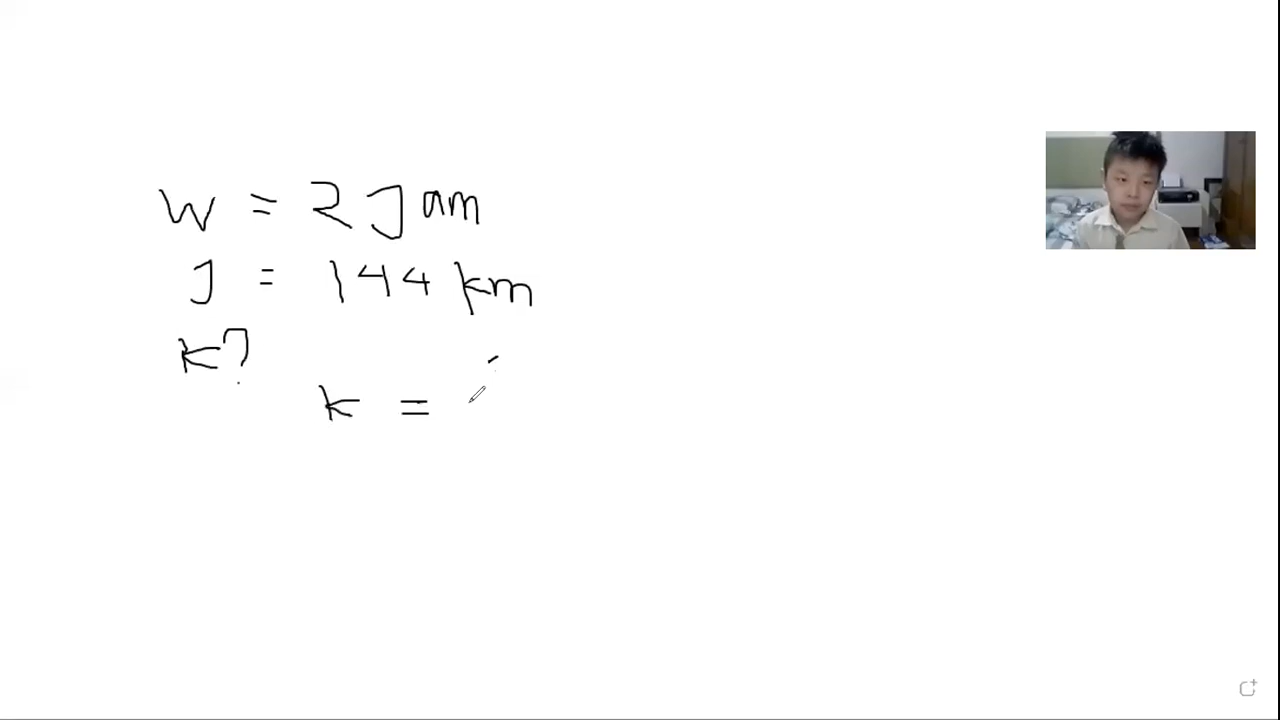 W = 2 Jam
J = 144 km
K?
K =